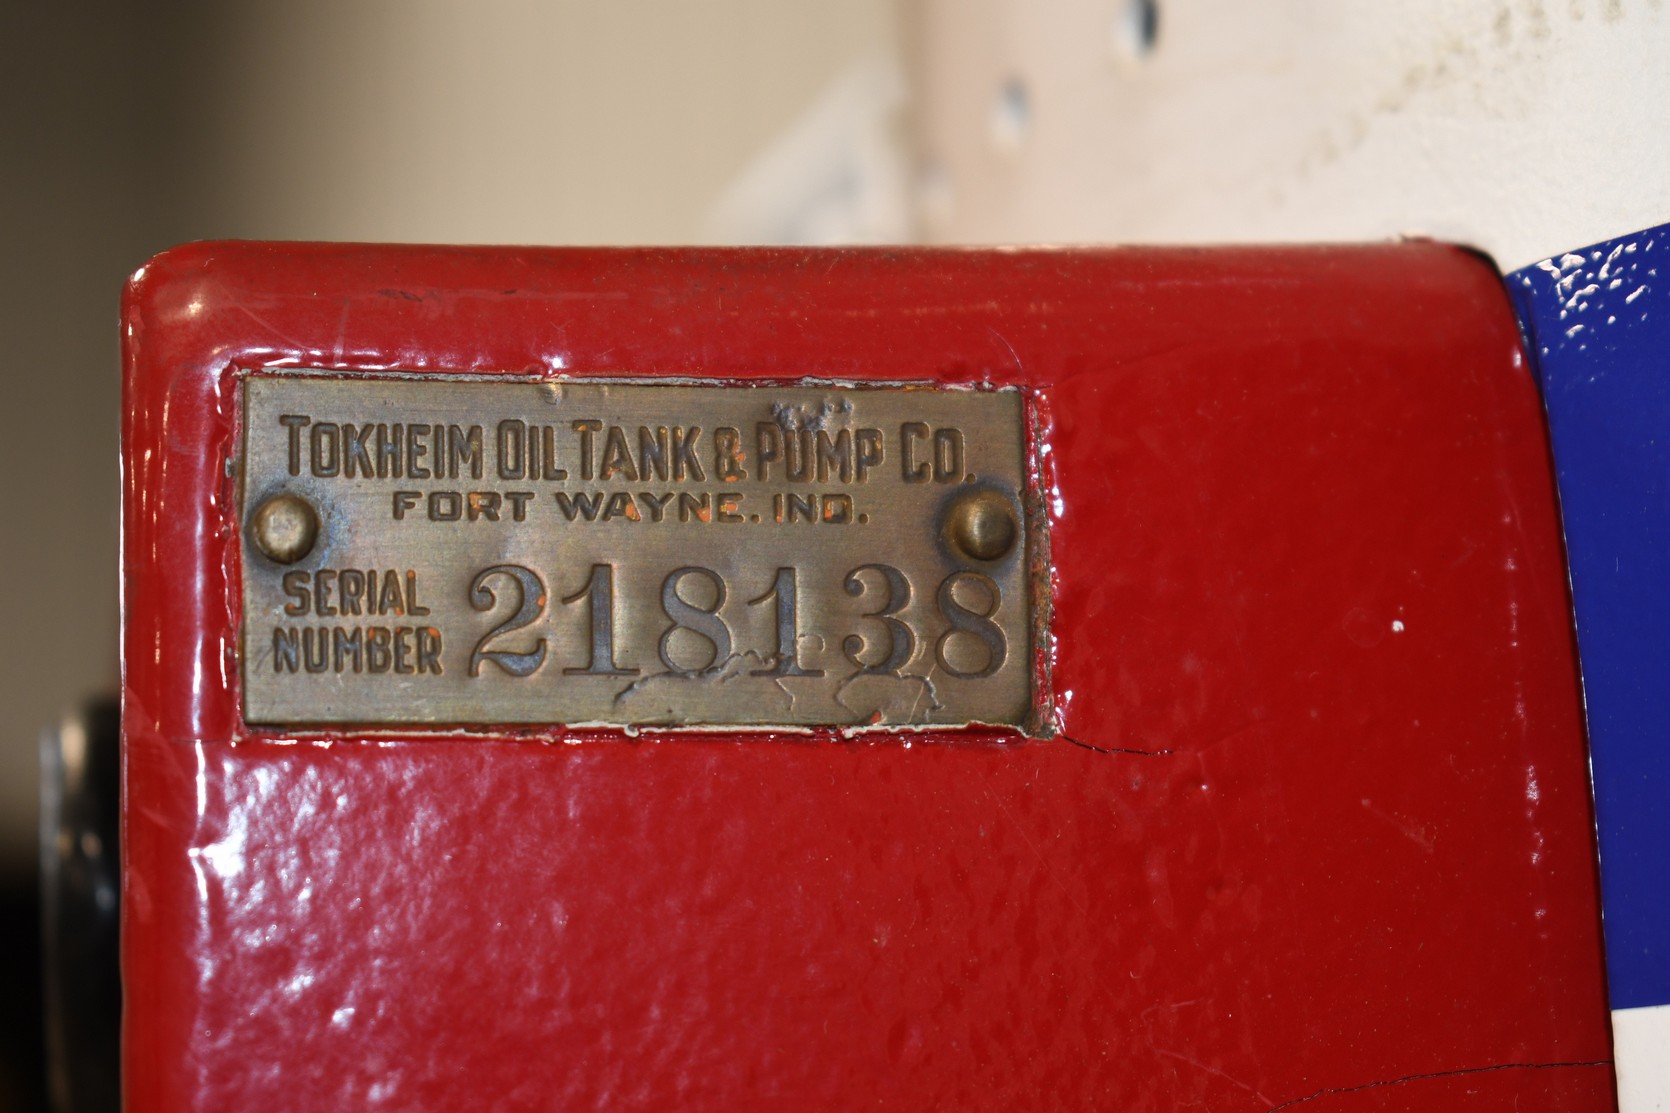 TOKHEIM OIL TANK & PUMP CO.
FORT WAYNE. IND.
SERIAL NUMBER 218138